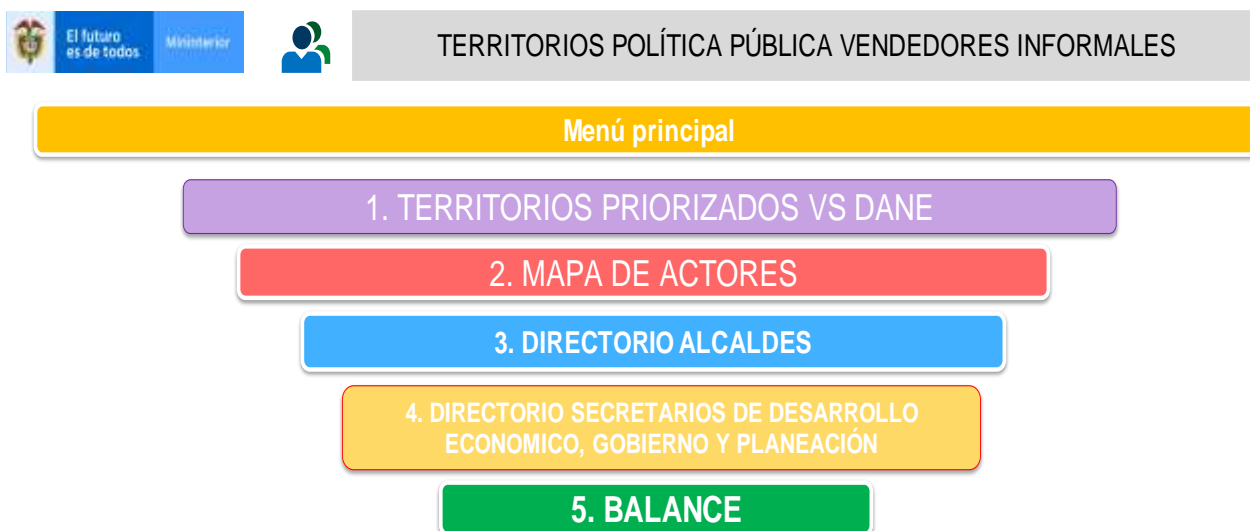 El futuro
es de todos
Mininterior
TERRITORIOS POLÍTICA PÚBLICA VENDEDORES INFORMALES
Menú principal
1. TERRITORIOS PRIORIZADOS VS DANE
2. MAPA DE ACTORES
3. DIRECTORIO ALCALDES
4. DIRECTORIO SECRETARIOS DE DESARROLLO
ECONOMICO, GOBIERNO Y PLANEACIÓN
5. BALANCE